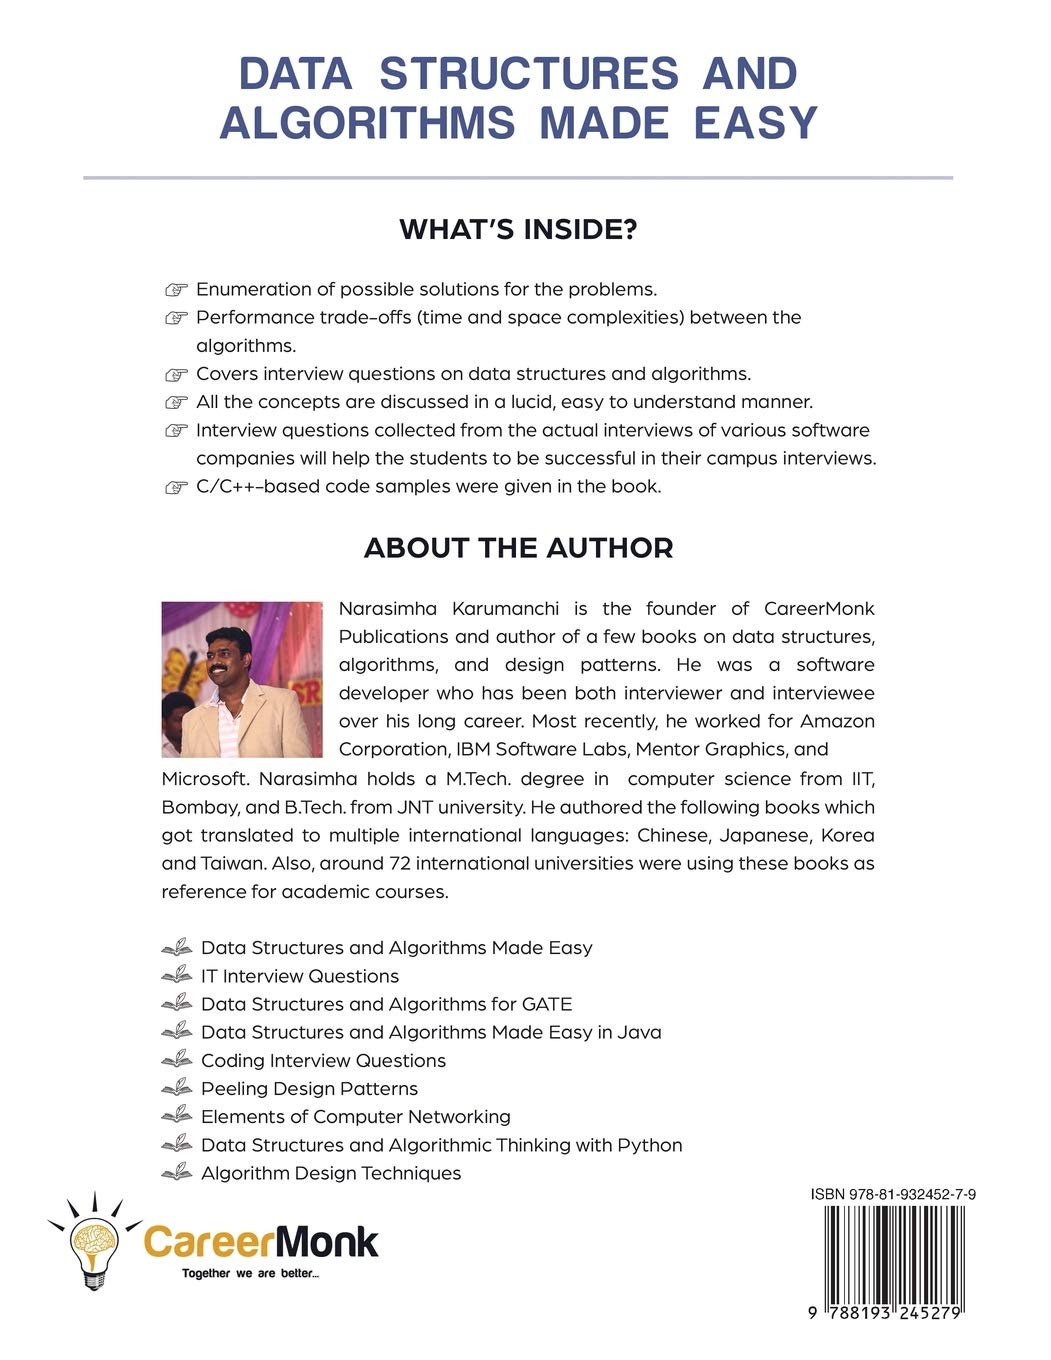 DATA STRUCTURES AND
ALGORITHMS MADE EASY
WHAT'S INSIDE?
Enumeration of possible solutions for the problems.
Performance trade-offs (time and space complexities) between the
algorithms.
Covers interview questions on data structures and algorithms.
All the concepts are discussed in a lucid, easy to understand manner.
Interview questions collected from the actual interviews of various software
companies will help the students to be successful in their campus interviews.
C/C++-based code samples were given in the book.
ABOUT THE AUTHOR
Narasimha Karumanchi is the founder of CareerMonk
Publications and author of a few books on data structures,
algorithms, and design patterns. He was a software
developer who has been both interviewer and interviewee
over his long career. Most recently, he worked for Amazon
Corporation, IBM Software Labs, Mentor Graphics, and
Microsoft. Narasimha holds a M.Tech. degree in computer science from IIT,
Bombay, and B.Tech. from JNT university. He authored the following books which
got translated to multiple international languages: Chinese, Japanese, Korea
and Taiwan. Also, around 72 international universities were using these books as
reference for academic courses.
Data Structures and Algorithms Made Easy
IT Interview Questions
Data Structures and Algorithms for GATE
Data Structures and Algorithms Made Easy in Java
Coding Interview Questions
Peeling Design Patterns
Elements of Computer Networking
Data Structures and Algorithmic Thinking with Python
Algorithm Design Techniques
ISBN 978-81-932452-7-9
CareerMonk
Together we are better...
9 788193 245279